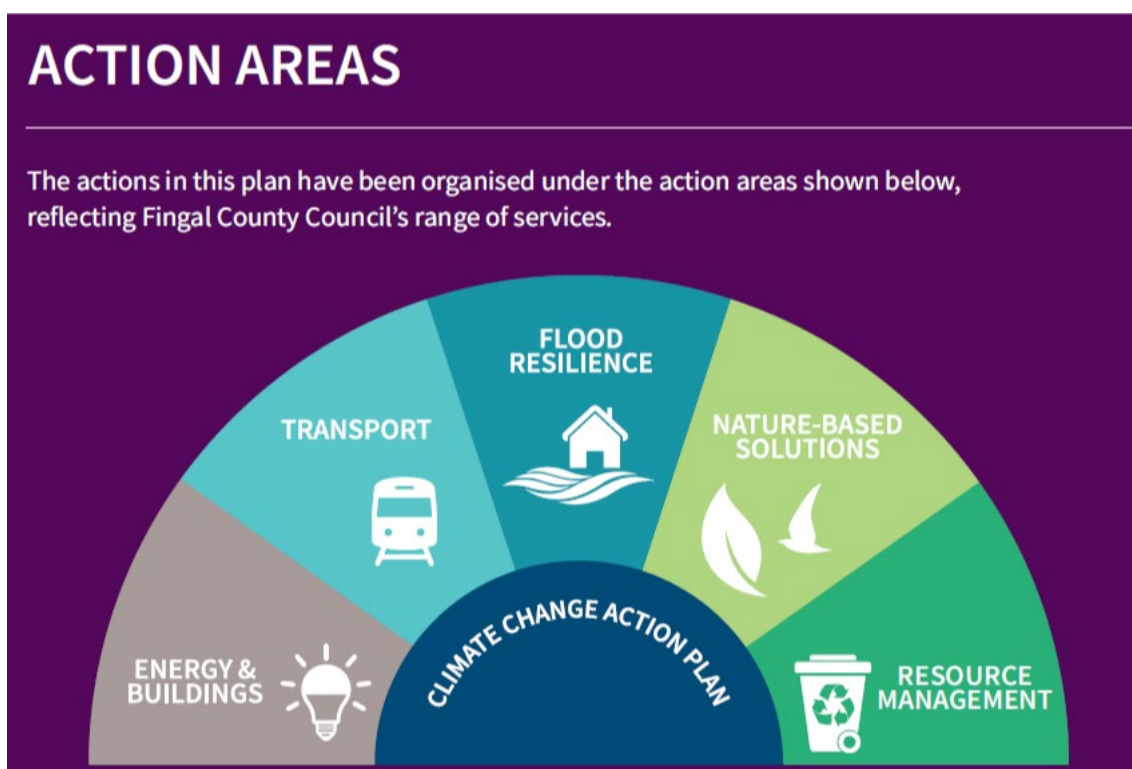 ACTION AREAS
The actions in this plan have been organised under the action areas shown below,
reflecting Fingal County Council’s range of services.
ENERGY &
BUILDINGS
TRANSPORT
FLOOD
RESILIENCE
NATURE-BASED
SOLUTIONS
RESOURCE
MANAGEMENT
CLIMATE CHANGE ACTION PLAN